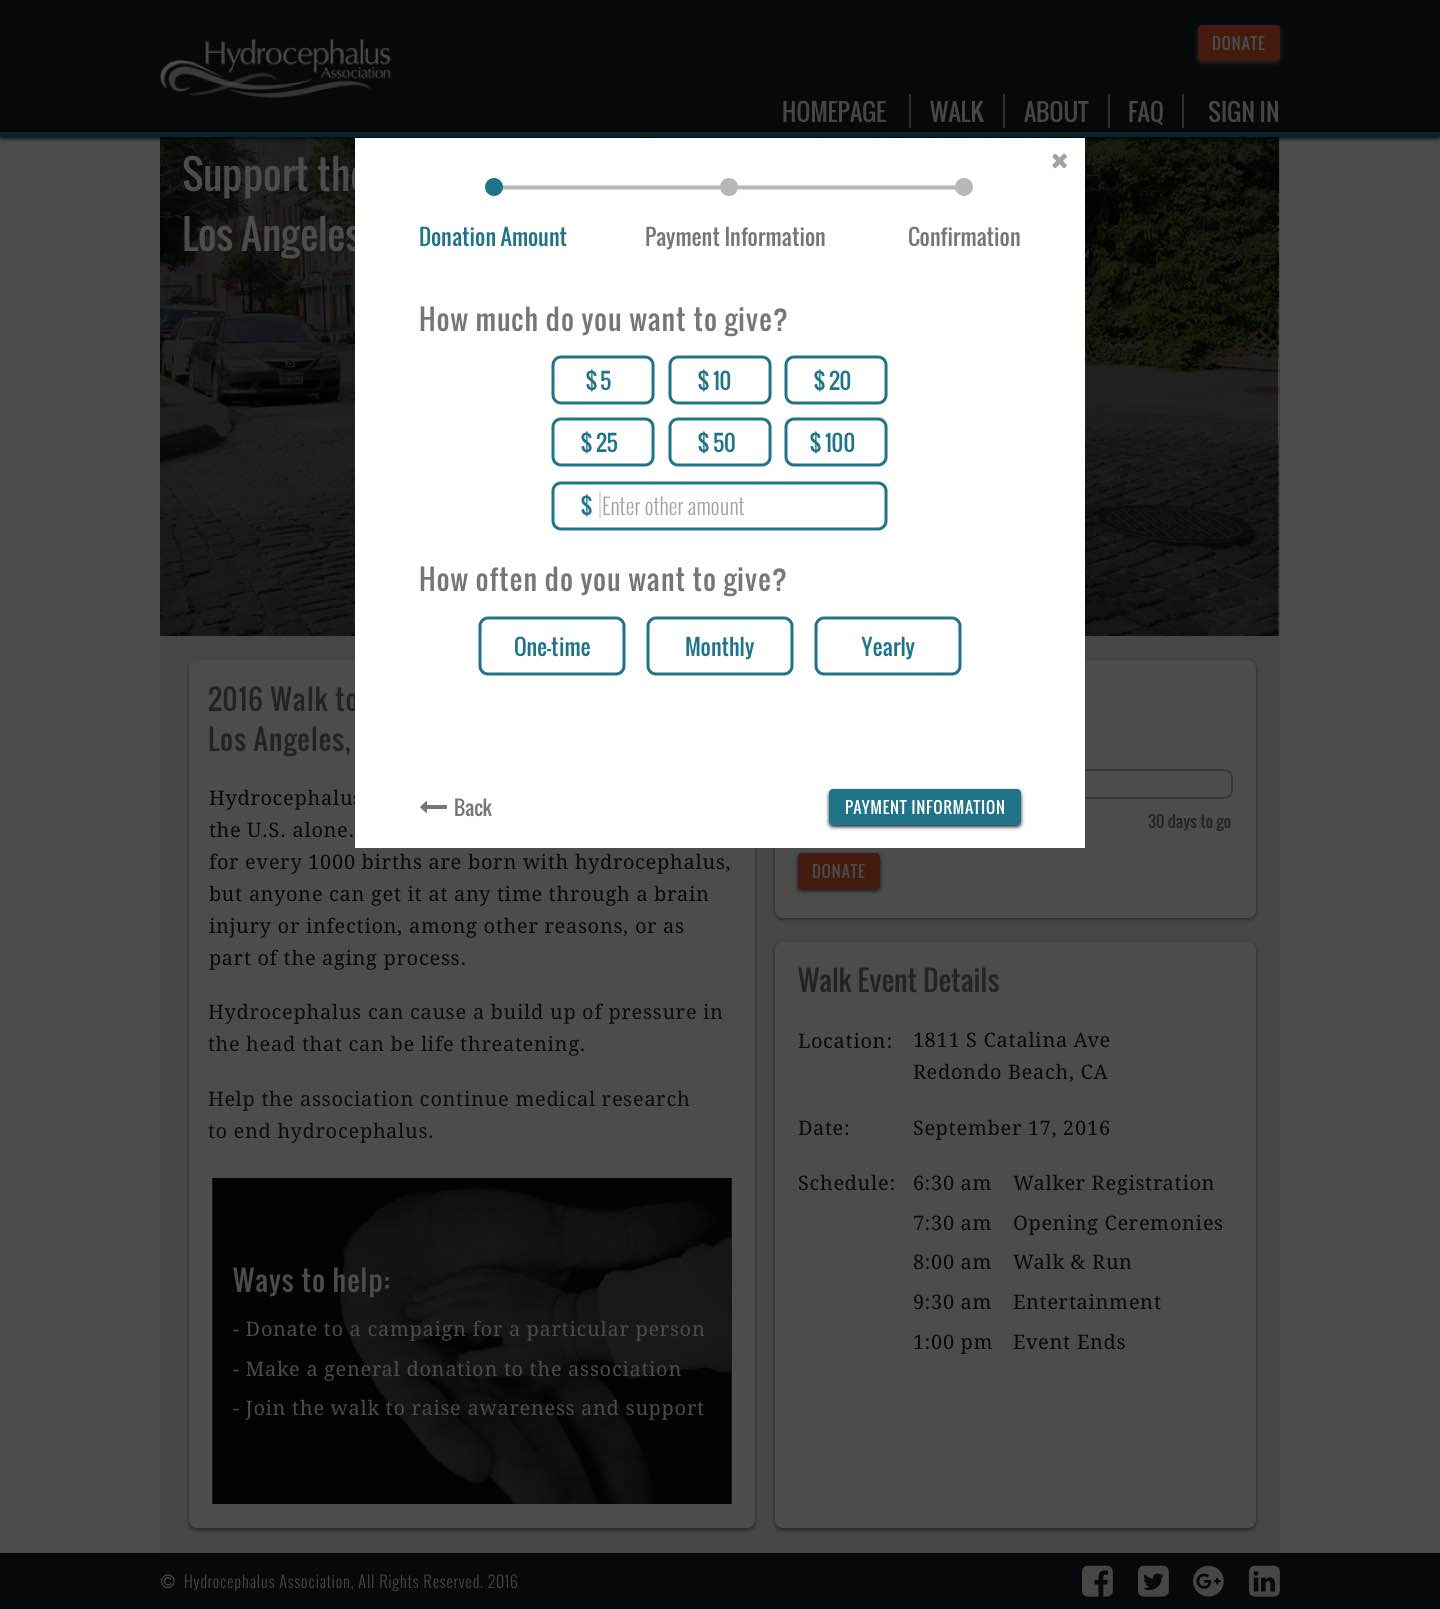 Hydrocephalus
Association
DONATE
HOMEPAGE
WALK
ABOUT
FAQ
SIGN IN
Support the
Los Angeles
Donation Amount
Payment Information
Confirmation
How much do you want to give?
$ 5
$ 10
$ 20
$ 25
$ 50
$ 100
$ Enter other amount
How often do you want to give?
One-time
Monthly
Yearly
Back
PAYMENT INFORMATION
2016 Walk to
Los Angeles,
Hydrocephalus
the U.S. alone.
for every 1000 births are born with hydrocephalus,
but anyone can get it at any time through a brain
injury or infection, among other reasons, or as
part of the aging process.
Hydrocephalus can cause a build up of pressure in
the head that can be life threatening.
Help the association continue medical research
to end hydrocephalus.
Ways to help:
- Donate to a campaign for a particular person
- Make a general donation to the association
- Join the walk to raise awareness and support
30 days to go
DONATE
Walk Event Details
Location: 1811 S Catalina Ave
Redondo Beach, CA
Date: September 17, 2016
Schedule: 6:30 am Walker Registration
7:30 am Opening Ceremonies
8:00 am Walk & Run
9:30 am Entertainment
1:00 pm Event Ends
© Hydrocephalus Association, All Rights Reserved. 2016